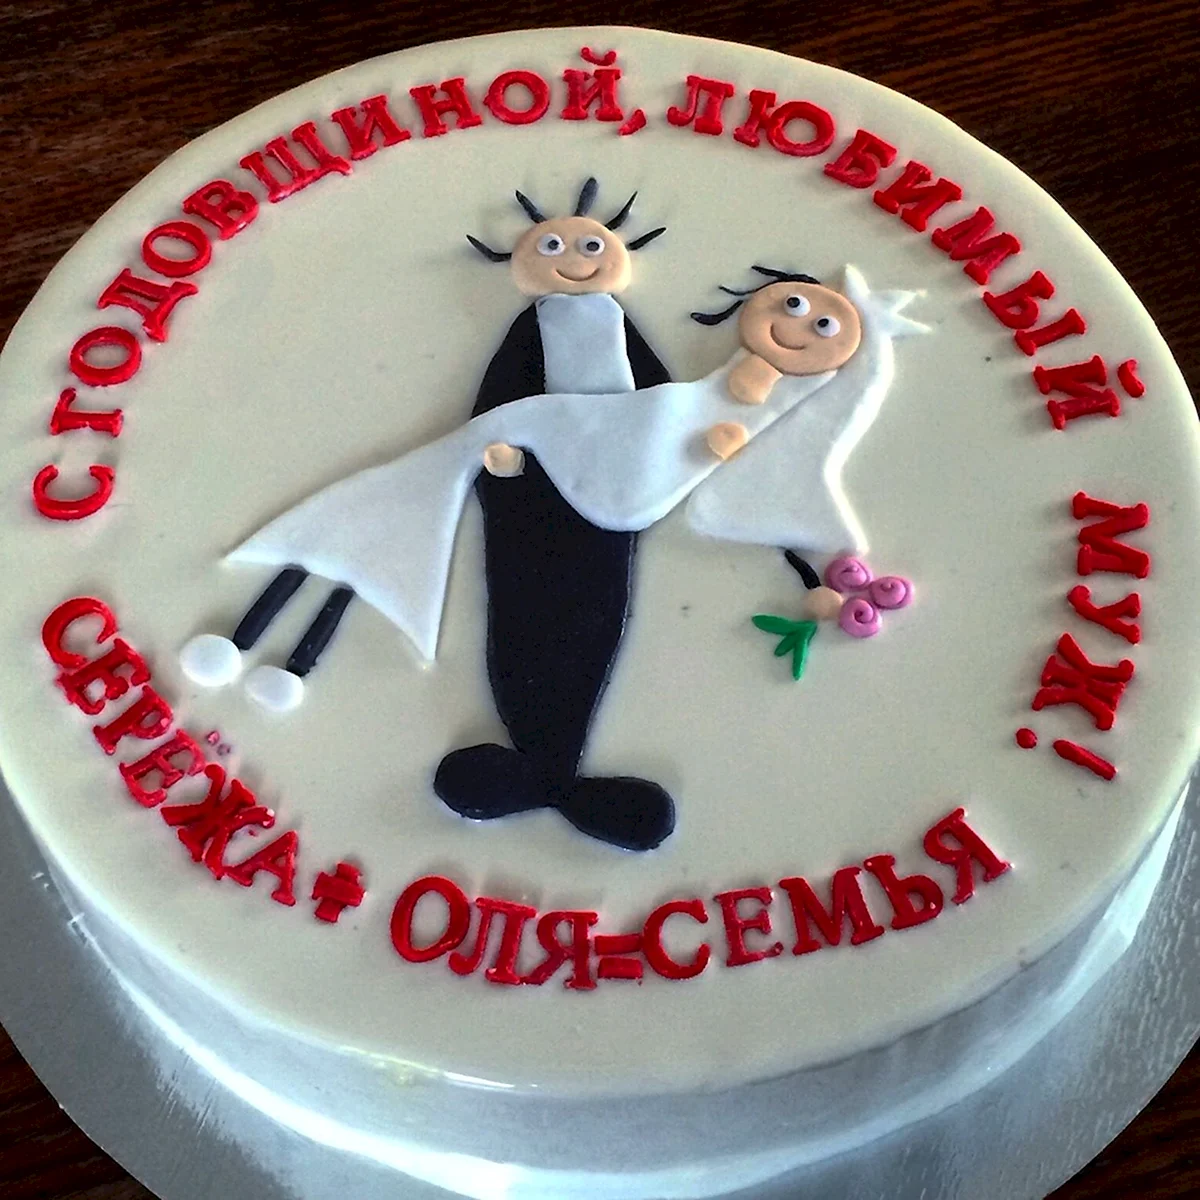 С ГОДОВЩИНОЙ, ЛЮБИМЫЙ МУЖ!
СЕРЁЖА + ОЛЯ = СЕМЬЯ